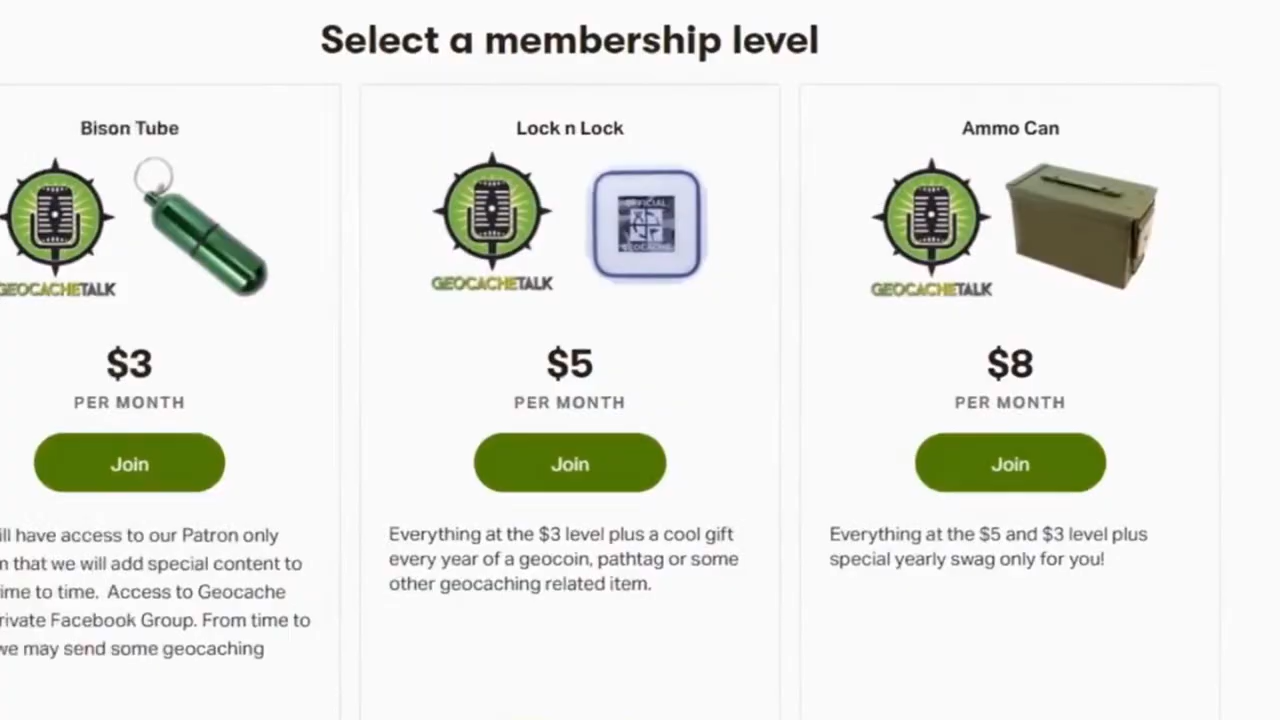 Select a membership level
Bison Tube
GEOCACHETALK
$3
PER MONTH
Join
ill have access to our Patron only
n that we will add special content to
ime to time. Access to Geocache
rivate Facebook Group. From time to
we may send some geocaching
Lock n Lock
OFFICIAL
GEOCACHE
GEOCACHETALK
$5
PER MONTH
Join
Everything at the $3 level plus a cool gift
every year of a geocoin, pathtag or some
other geocaching related item.
Ammo Can
GEOCACHETALK
$8
PER MONTH
Join
Everything at the $5 and $3 level plus
special yearly swag only for you!